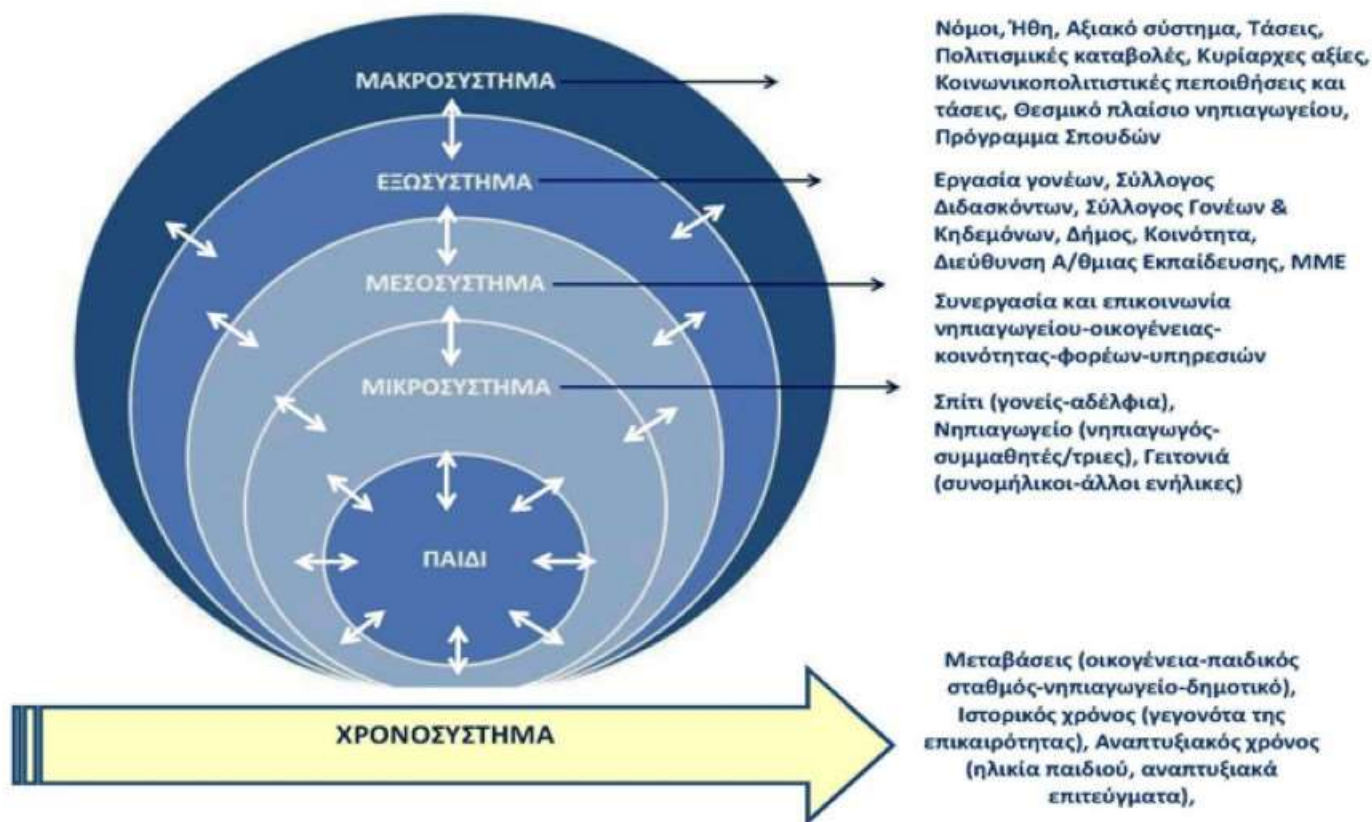 ΜΑΚΡΟΣΥΣΤΗΜΑ
Νόμοι, Ήθη, Αξιακό σύστημα, Τάσεις,
Πολιτισμικές καταβολές, Κυρίαρχες αξίες,
Κοινωνικοπολιτιστικές πεποιθήσεις και
τάσεις, Θεσμικό πλαίσιο νηπιαγωγείου,
Πρόγραμμα Σπουδών
ΕΞΩΣΥΣΤΗΜΑ
Εργασία γονέων, Σύλλογος
Διδασκόντων, Σύλλογος Γονέων &
Κηδεμόνων, Δήμος, Κοινότητα,
Διεύθυνση Α/θμιας Εκπαίδευσης, ΜΜΕ
ΜΕΣΟΣΥΣΤΗΜΑ
Συνεργασία και επικοινωνία
νηπιαγωγείου-οικογένειας-
κοινότητας-φορέων-υπηρεσιών
ΜΙΚΡΟΣΥΣΤΗΜΑ
Σπίτι (γονείς-αδέλφια),
Νηπιαγωγείο (νηπιαγωγός-
συμμαθητές/τριες), Γειτονιά
(συνομήλικοι-άλλοι ενήλικες)
ΠΑΙΔΙ
ΧΡΟΝΟΣΥΣΤΗΜΑ
Μεταβάσεις (οικογένεια-παιδικός
σταθμός-νηπιαγωγείο-δημοτικό),
Ιστορικός χρόνος (γεγονότα της
επικαιρότητας), Αναπτυξιακός χρόνος
(ηλικία παιδιού, αναπτυξιακά
επιτεύγματα),